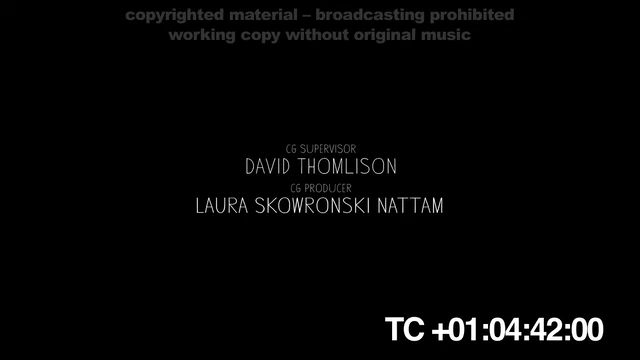 copyrighted material – broadcasting prohibited
working copy without original music
CG SUPERVISOR
DAVID THOMLISON
CG PRODUCER
LAURA SKOWRONSKI NATTAM
TC +01:04:42:00